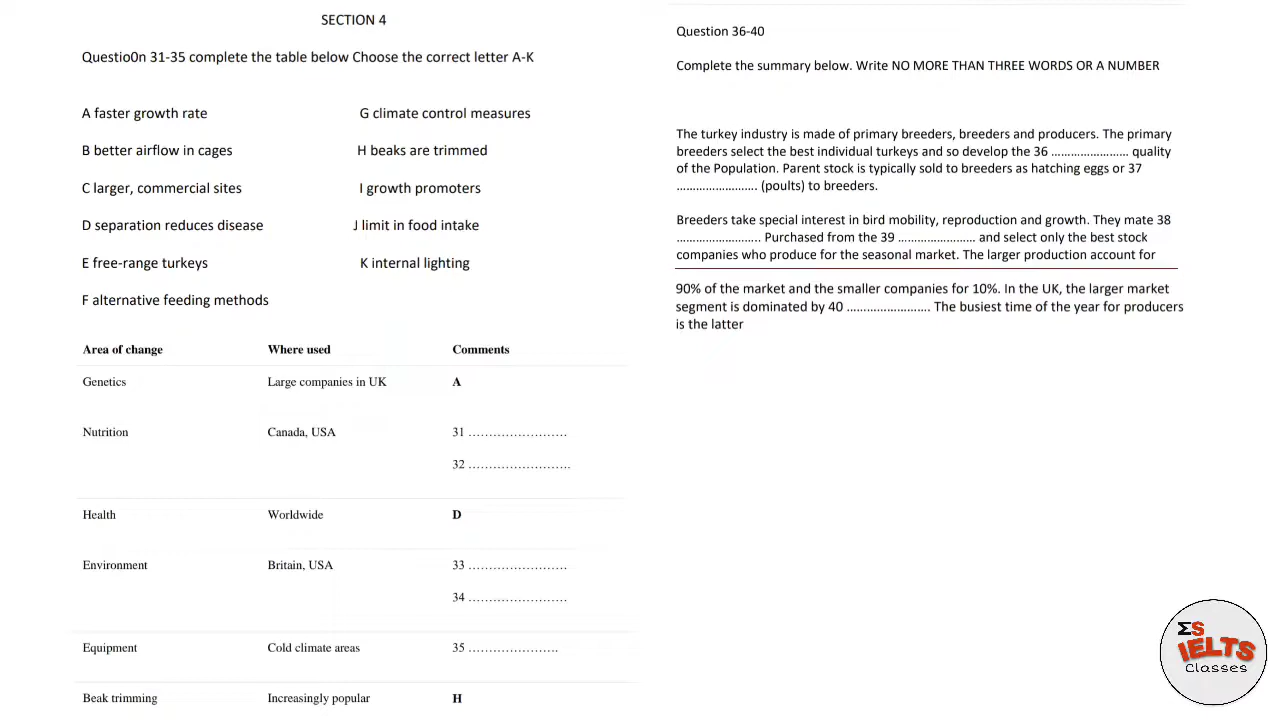 SECTION 4
Questio0n 31-35 complete the table below Choose the correct letter A-K
A faster growth rate
G climate control measures
B better airflow in cages
H beaks are trimmed
C larger, commercial sites
I growth promoters
D separation reduces disease
J limit in food intake
E free-range turkeys
K internal lighting
F alternative feeding methods
Area of change Where used Comments
Genetics Large companies in UK A
Nutrition Canada, USA 31 ……………………
32 …………………….
Health Worldwide D
Environment Britain, USA 33 ……………………
34 ……………………
Equipment Cold climate areas 35 ………………….
Beak trimming Increasingly popular H
Question 36-40
Complete the summary below. Write NO MORE THAN THREE WORDS OR A NUMBER
The turkey industry is made of primary breeders, breeders and producers. The primary
breeders select the best individual turkeys and so develop the 36 ………………….. quality
of the Population. Parent stock is typically sold to breeders as hatching eggs or 37
……………………. (poults) to breeders.
Breeders take special interest in bird mobility, reproduction and growth. They mate 38
…………………….. Purchased from the 39 ………………….. and select only the best stock
companies who produce for the seasonal market. The larger production account for
90% of the market and the smaller companies for 10%. In the UK, the larger market
segment is dominated by 40 ……………………. The busiest time of the year for producers
is the latter
ΣS
IELTS
Classes